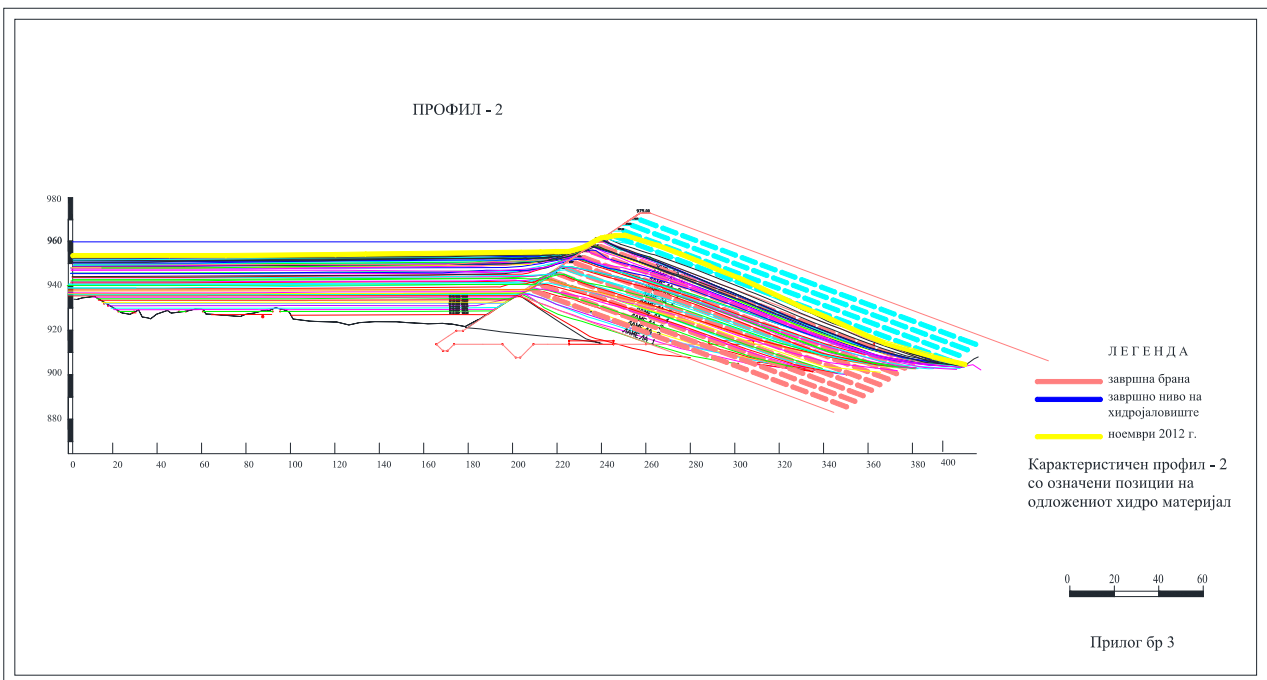 ПРОФИЛ - 2
980
960
940
920
900
880
0 20 40 60 80 100 120 140 160 180 200 220 240 260 280 300 320 340 360 380 400
ЛЕГЕНДА
завршна брана
завршно ниво на
хидројаловиште
ноември 2012 г.
Карактеристичен профил - 2
со означени позиции на
одложениот хидро материјал
0 20 40 60
Прилог бр 3